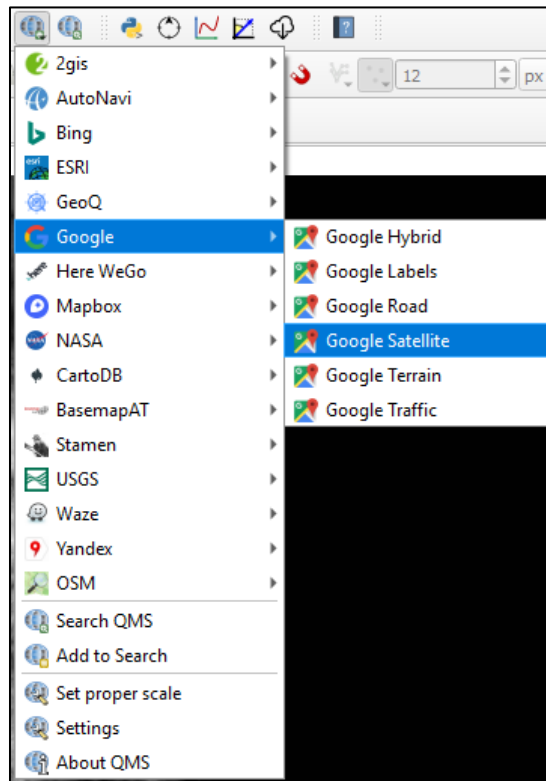 12
px
2gis
AutoNavi
Bing
esri
ESRI
GeoQ
Google
Google Hybrid
Google Labels
Google Road
Google Satellite
Google Terrain
Google Traffic
Here WeGo
Mapbox
NASA
CartoDB
BasemapAT
Stamen
USGS
Waze
Yandex
OSM
Search QMS
Add to Search
Set proper scale
Settings
About QMS